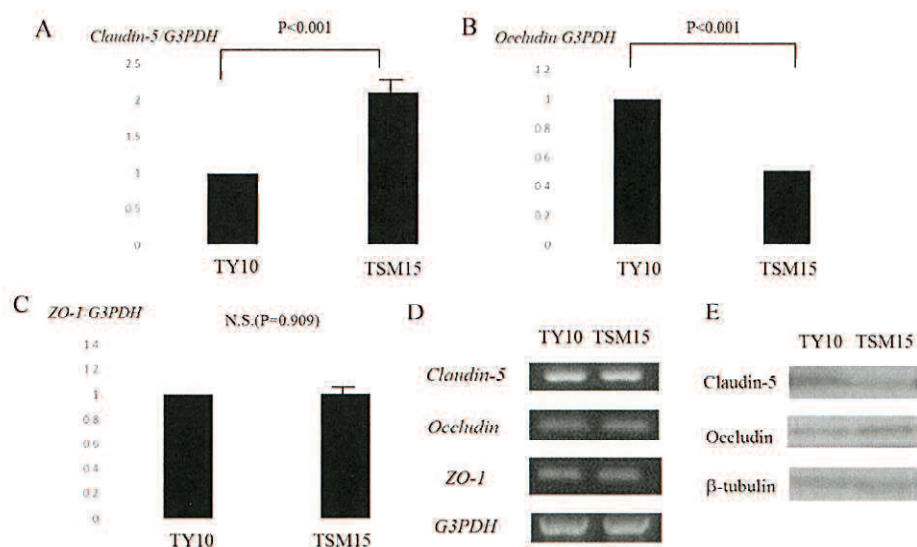 A
Claudin-5/G3PDH
P<0.001
2.5
2
1.5
1
0.5
0
TY10
TSM15
B
Occludin/G3PDH
P<0.001
1.2
1
0.8
0.6
0.4
0.2
0
TY10
TSM15
C
ZO-1/G3PDH
N.S.(P=0.909)
1.4
1.2
1
0.8
0.6
0.4
0.2
0
TY10
TSM15
D
TY10 TSM15
Claudin-5
Occludin
ZO-1
G3PDH
E
TY10 TSM15
Claudin-5
Occludin
β-tubulin